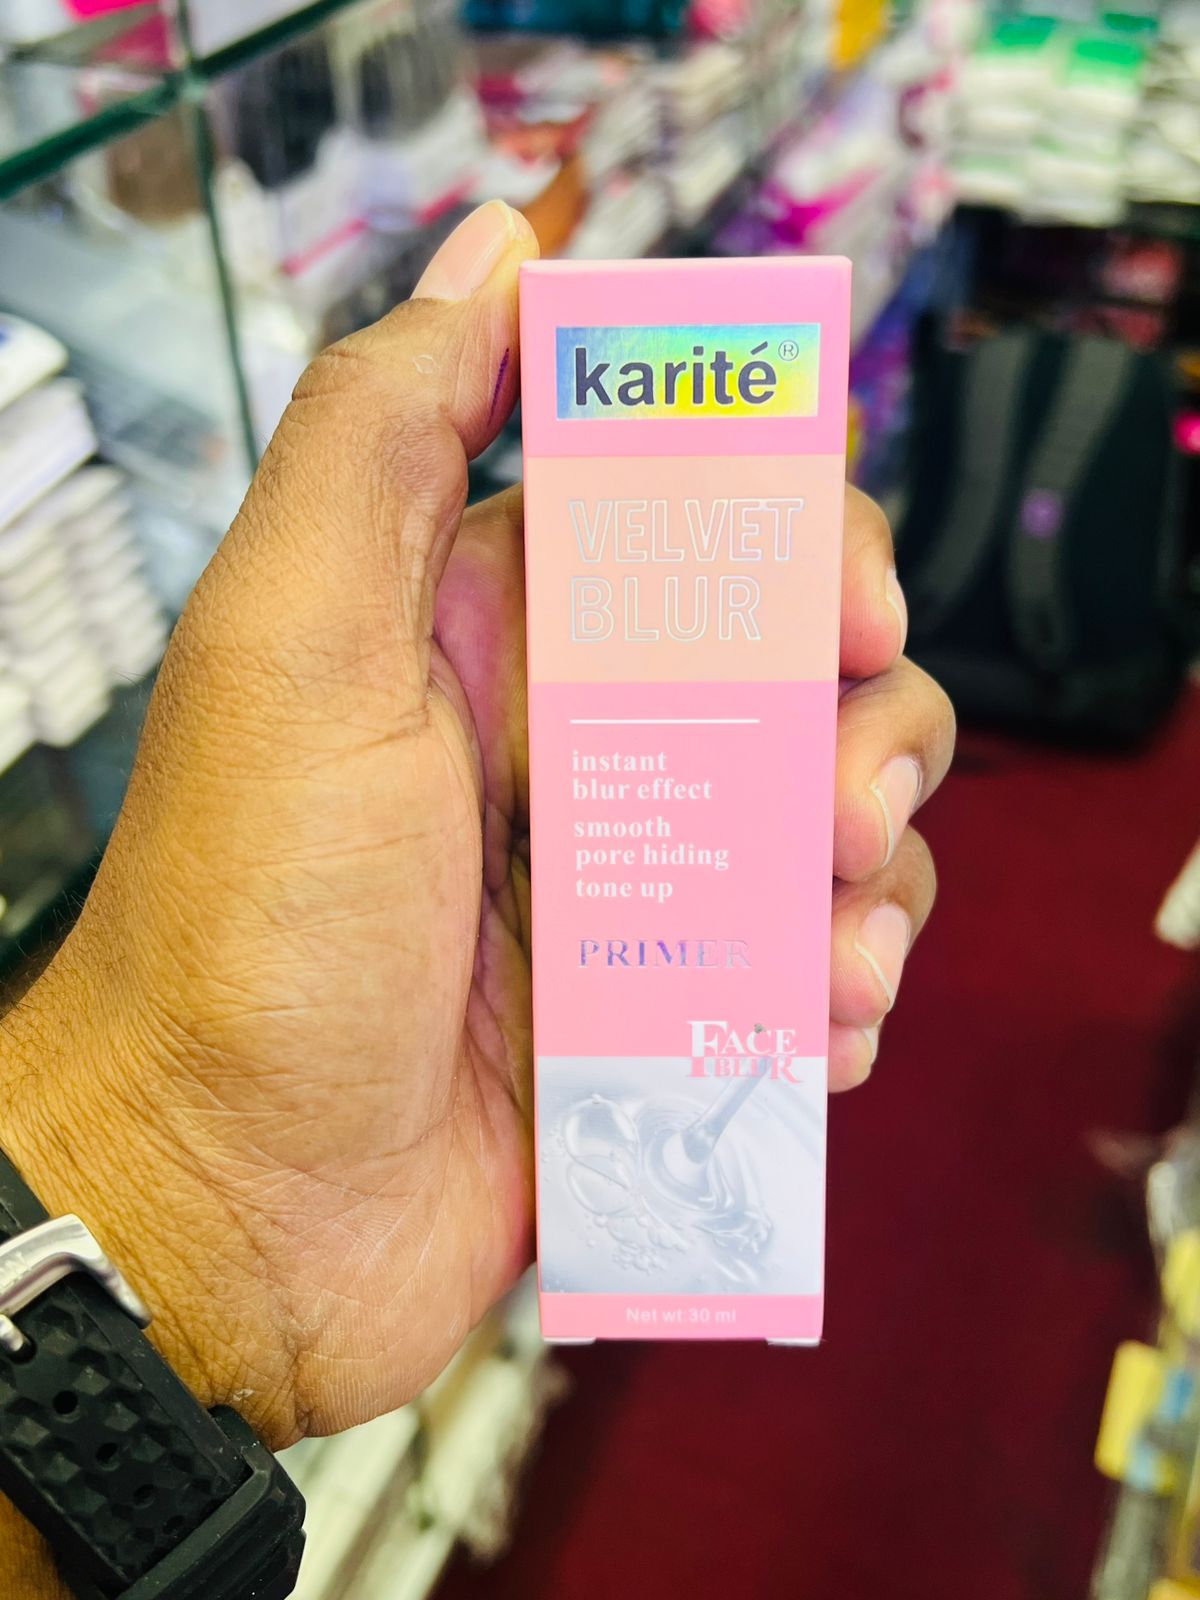 karité®
VELVET
BLUR
instant
blur effect
smooth
pore hiding
tone up
PRIMER
FACE
BLUR
Net wt:30 ml